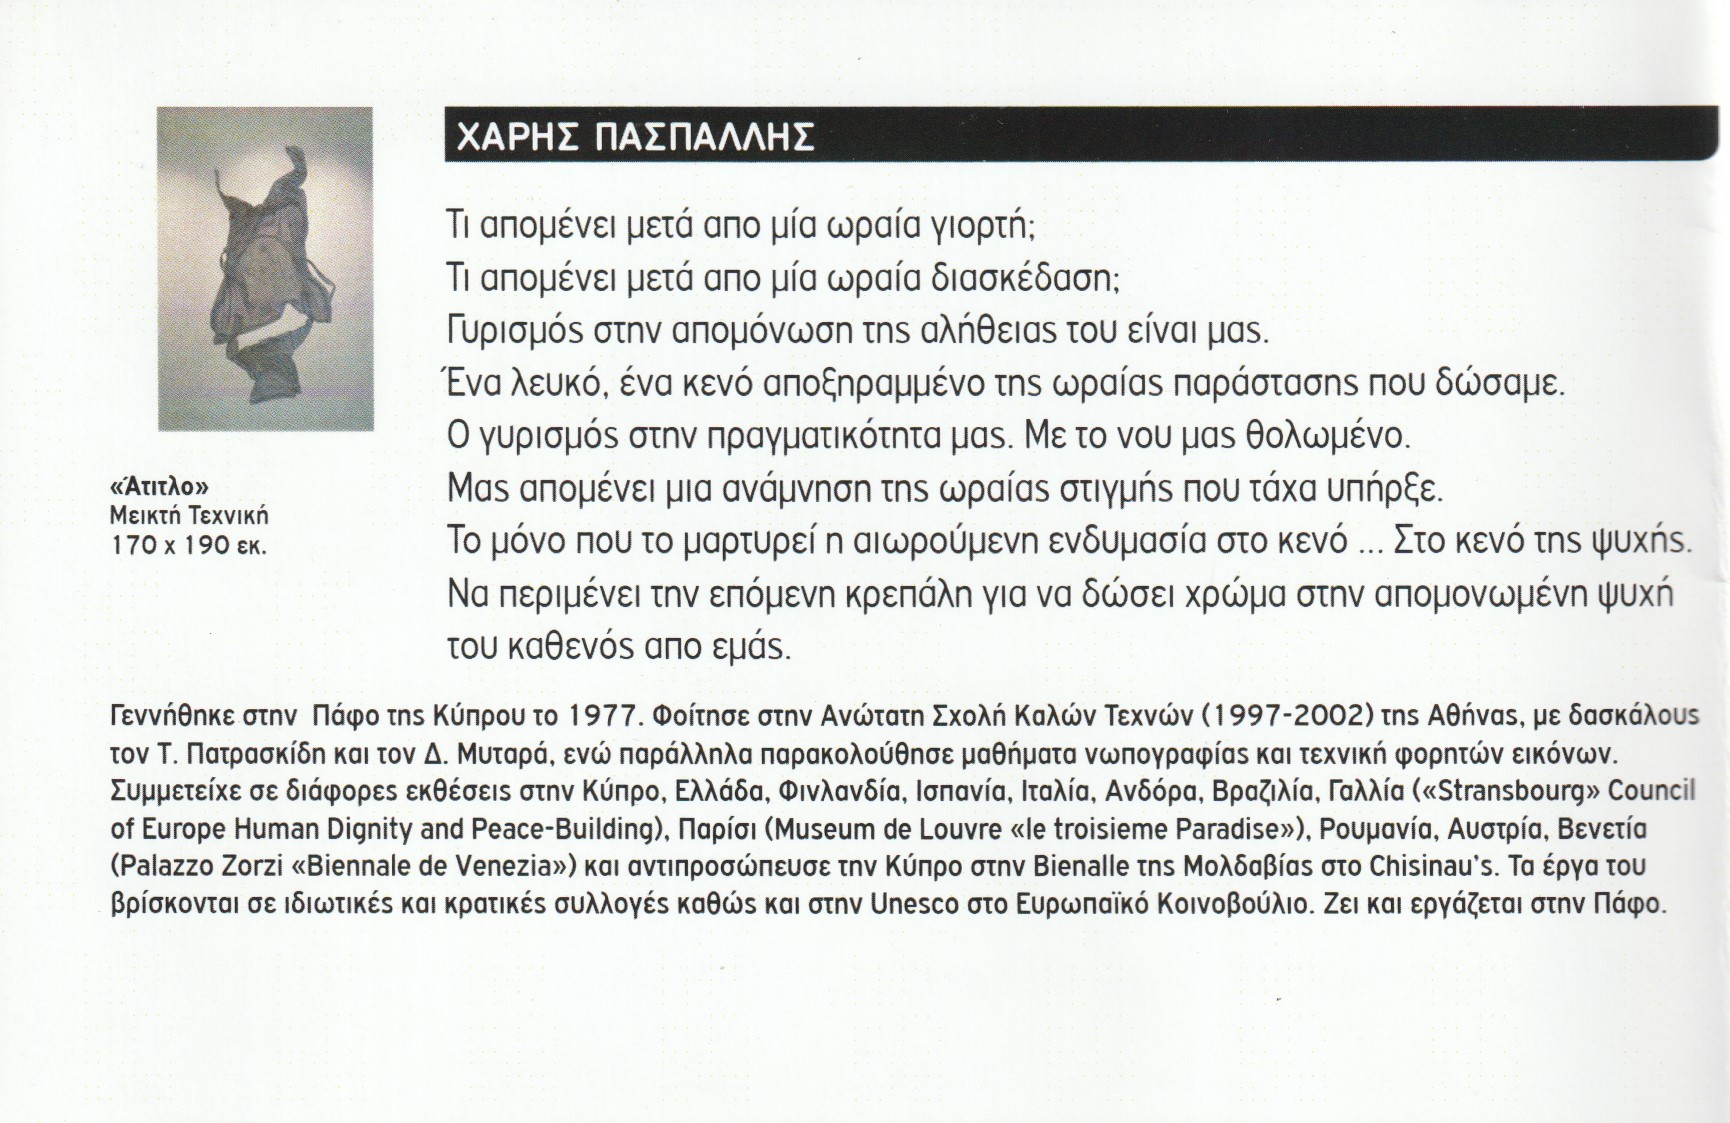 ΧΑΡΗΣ ΠΑΣΠΑΛΛΗΣ
Τι απομένει μετά απο μία ωραία γιορτή;
Τι απομένει μετά απο μία ωραία διασκέδαση;
Γυρισμός στην απομόνωση της αλήθειας του είναι μας.
Ένα λευκό, ένα κενό αποξηραμμένο της ωραίας παράστασης που δώσαμε.
Ο γυρισμός στην πραγματικότητα μας. Με το νου μας θολωμένο.
Μας απομένει μια ανάμνηση της ωραίας στιγμής που τάχα υπήρξε.
Το μόνο που το μαρτυρεί η αιωρούμενη ενδυμασία στο κενό ... Στο κενό της ψυχής.
Να περιμένει την επόμενη κρεπάλη για να δώσει χρώμα στην απομονωμένη ψυχή
του καθενός απο εμάς.
«Άτιτλο»
Μεικτή Τεχνική
170 x 190 εκ.
Γεννήθηκε στην Πάφο της Κύπρου το 1977. Φοίτησε στην Ανώτατη Σχολή Καλών Τεχνών (1997-2002) της Αθήνας, με δασκάλους
τον Τ. Πατρασκίδη και τον Δ. Μυταρά, ενώ παράλληλα παρακολούθησε μαθήματα νωπογραφίας και τεχνική φορητών εικόνων.
Συμμετείχε σε διάφορες εκθέσεις στην Κύπρο, Ελλάδα, Φινλανδία, Ισπανία, Ιταλία, Ανδόρα, Βραζιλία, Γαλλία («Stransbourg» Council
of Europe Human Dignity and Peace-Building), Παρίσι (Museum de Louvre «le troisieme Paradise»), Ρουμανία, Αυστρία, Βενετία
(Palazzo Zorzi «Biennale de Venezia») και αντιπροσώπευσε την Κύπρο στην Bienalle της Μολδαβίας στο Chisinau's. Τα έργα του
βρίσκονται σε ιδιωτικές και κρατικές συλλογές καθώς και στην Unesco στο Ευρωπαϊκό Κοινοβούλιο. Ζει και εργάζεται στην Πάφο.